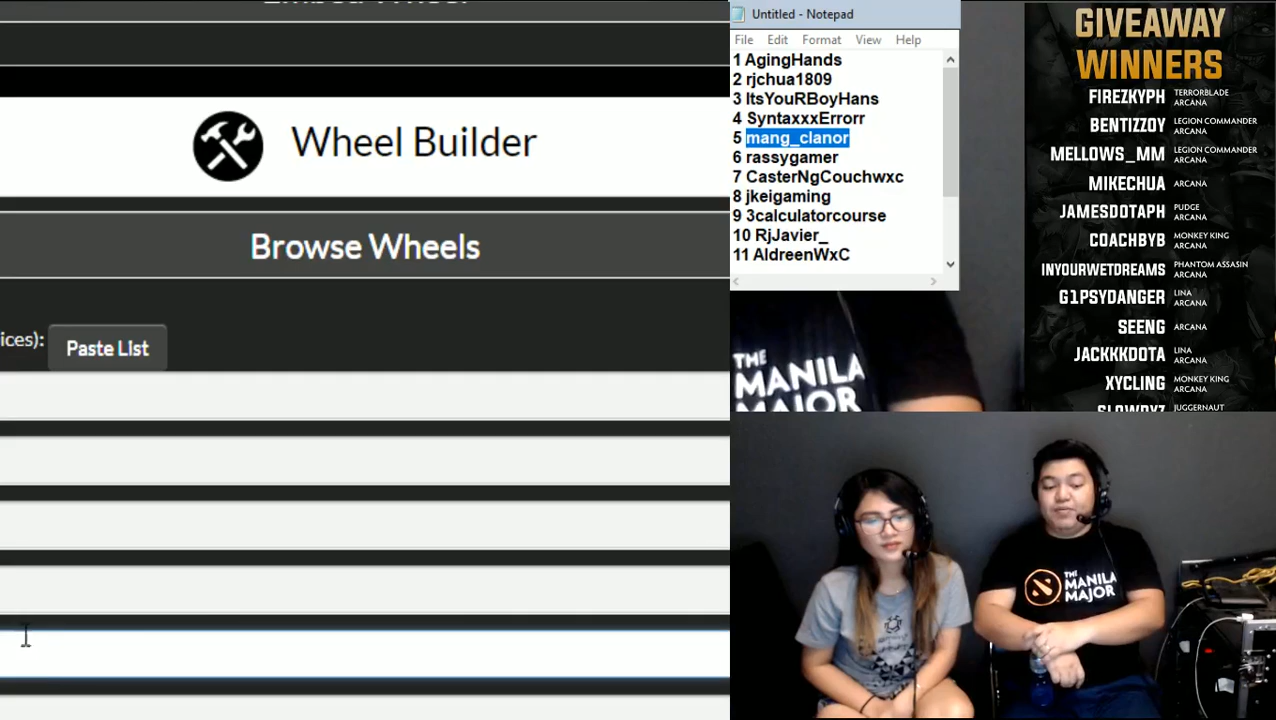 Wheel Builder
Browse Wheels
ices): Paste List
Untitled - Notepad
File Edit Format View Help
1 AgingHands
2 rjchua1809
3 ItsYouRBoyHans
4 SyntaxxxErrorr
5 mang_clanor
6 rassygamer
7 CasterNgCouchwxc
8 jkeigaming
9 3calculatorcourse
10 RjJavier_
11 AldreenWxC
GIVEAWAY
WINNERS
FIREZKYPH TERRORBLADE ARCANA
BENTIZZOY LEGION COMMANDER ARCANA
MELLOWS_MM LEGION COMMANDER ARCANA
MIKECHUA ARCANA
JAMESDOTAPH PUDGE ARCANA
COACHBYB MONKEY KING ARCANA
INYOURWETDREAMS PHANTOM ASSASIN ARCANA
G1PSYDANGER LINA ARCANA
SEENG ARCANA
JACKKKDOTA LINA ARCANA
XYCLING MONKEY KING ARCANA
JUGGERNAUT
THE
MANILA
MAJOR
THE
MANILA
MAJOR